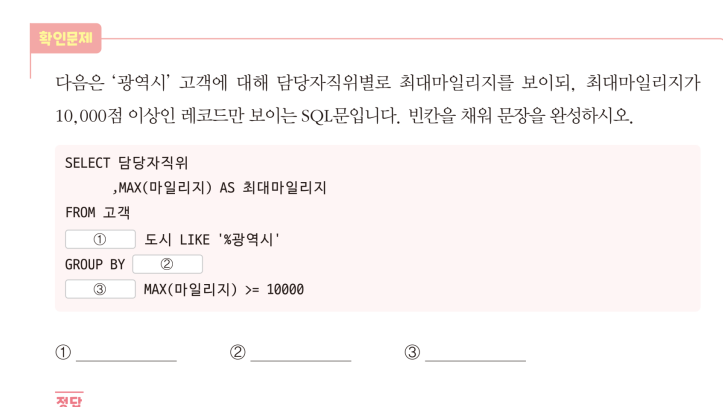 확인문제
다음은 ‘광역시’ 고객에 대해 담당자직위별로 최대마일리지를 보이되, 최대마일리지가
10,000점 이상인 레코드만 보이는 SQL문입니다. 빈칸을 채워 문장을 완성하시오.
SELECT 담당자직위
,MAX(마일리지) AS 최대마일리지
FROM 고객
① 도시 LIKE '%광역시'
GROUP BY ②
③ MAX(마일리지) >= 10000
① ② ③
정답